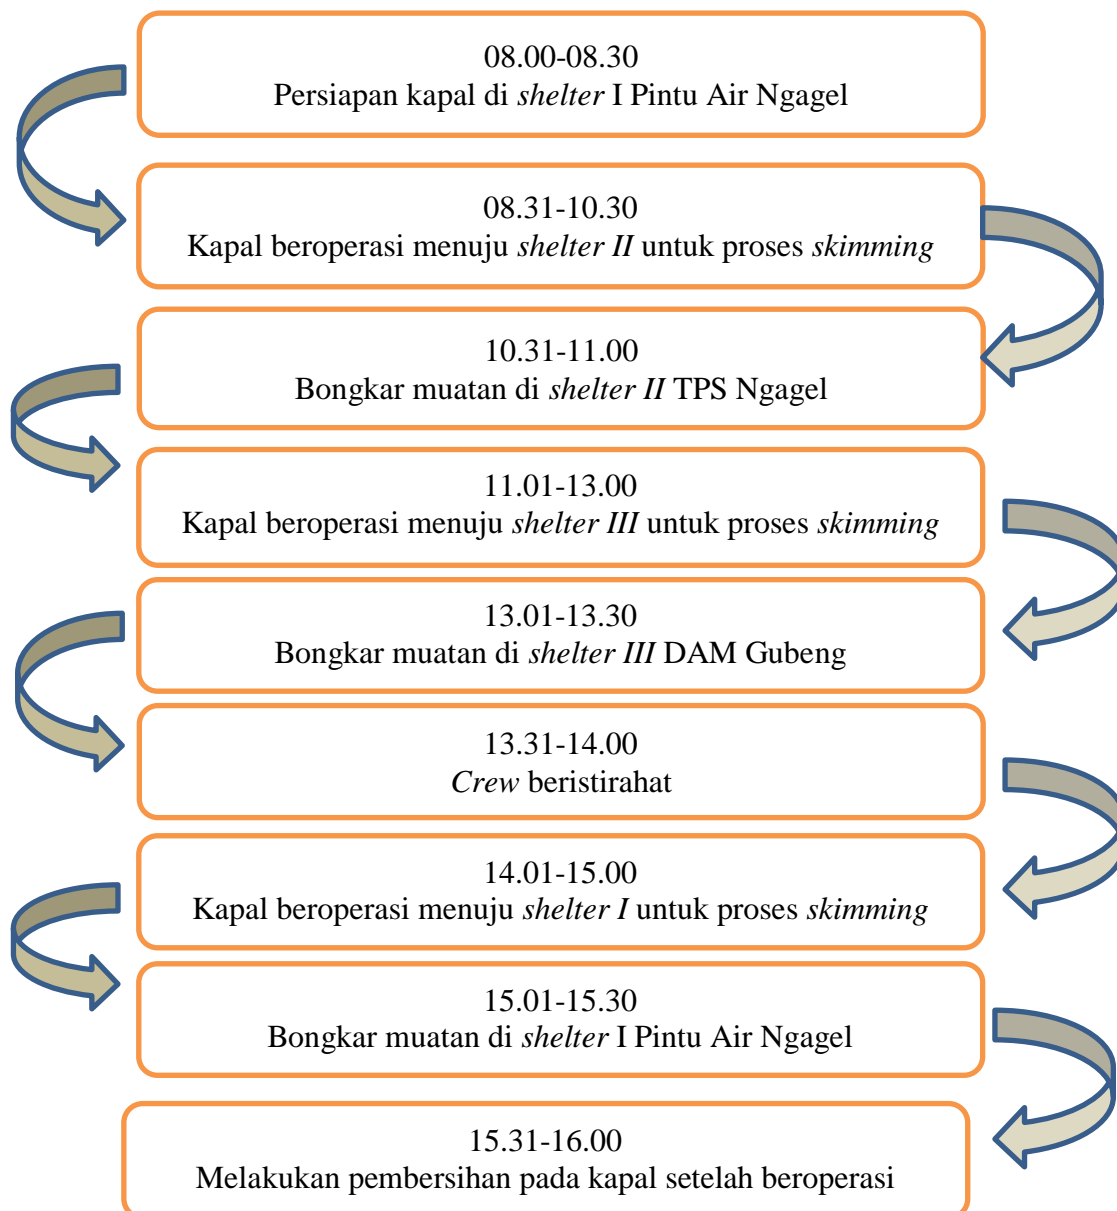 08.00-08.30
Persiapan kapal di shelter I Pintu Air Ngagel
08.31-10.30
Kapal beroperasi menuju shelter II untuk proses skimming
10.31-11.00
Bongkar muatan di shelter II TPS Ngagel
11.01-13.00
Kapal beroperasi menuju shelter III untuk proses skimming
13.01-13.30
Bongkar muatan di shelter III DAM Gubeng
13.31-14.00
Crew beristirahat
14.01-15.00
Kapal beroperasi menuju shelter I untuk proses skimming
15.01-15.30
Bongkar muatan di shelter I Pintu Air Ngagel
15.31-16.00
Melakukan pembersihan pada kapal setelah beroperasi